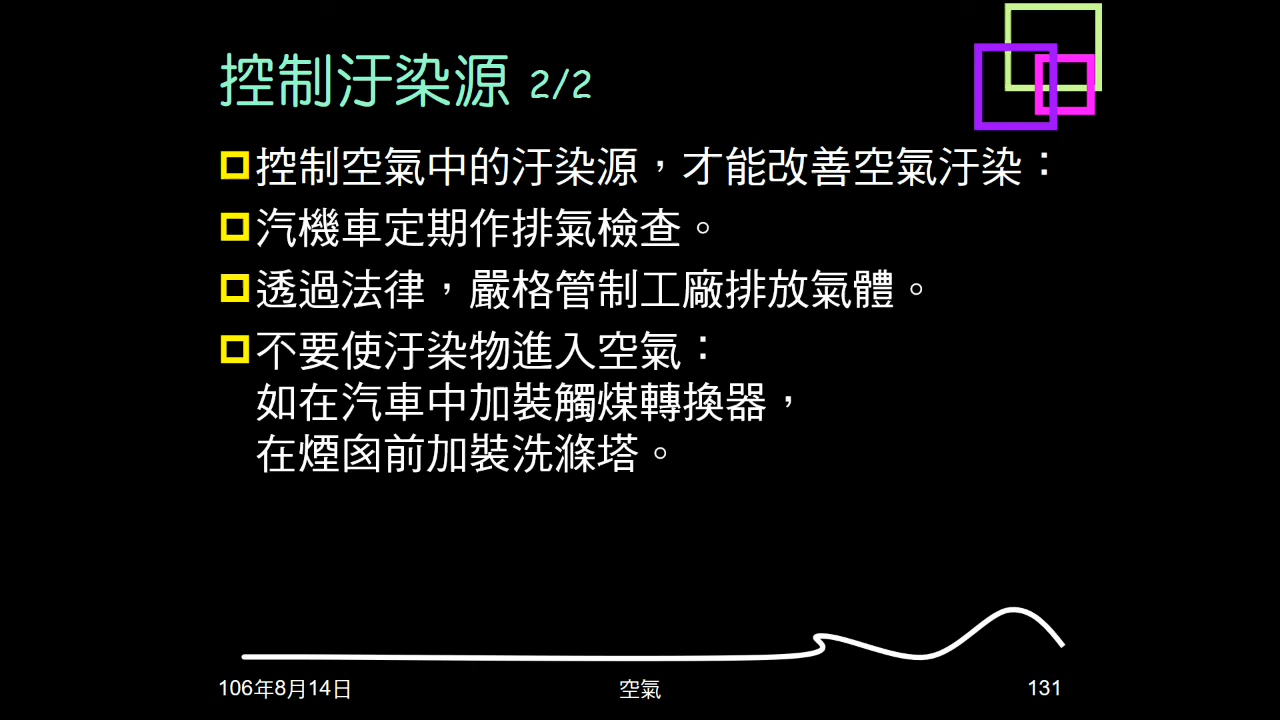 控制汙染源 2/2
控制空氣中的汙染源，才能改善空氣汙染：
汽機車定期作排氣檢查。
透過法律，嚴格管制工廠排放氣體。
不要使汙染物進入空氣：
如在汽車中加裝觸煤轉換器，
在煙囪前加裝洗滌塔。
106年8月14日
空氣
131